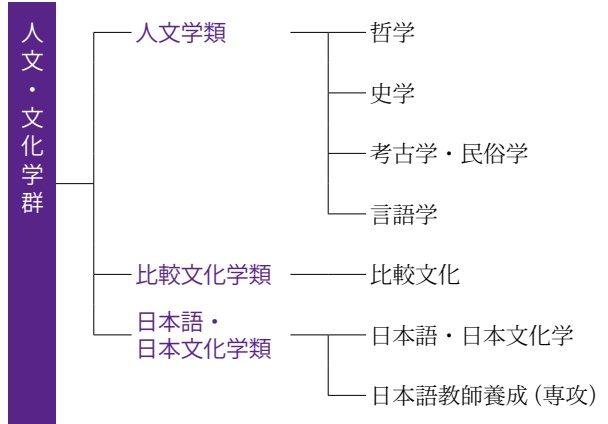 人文・文化学群
人文学類
哲学
史学
考古学・民俗学
言語学
比較文化学類
比較文化
日本語・
日本文化学類
日本語・日本文化学
日本語教師養成(専攻)